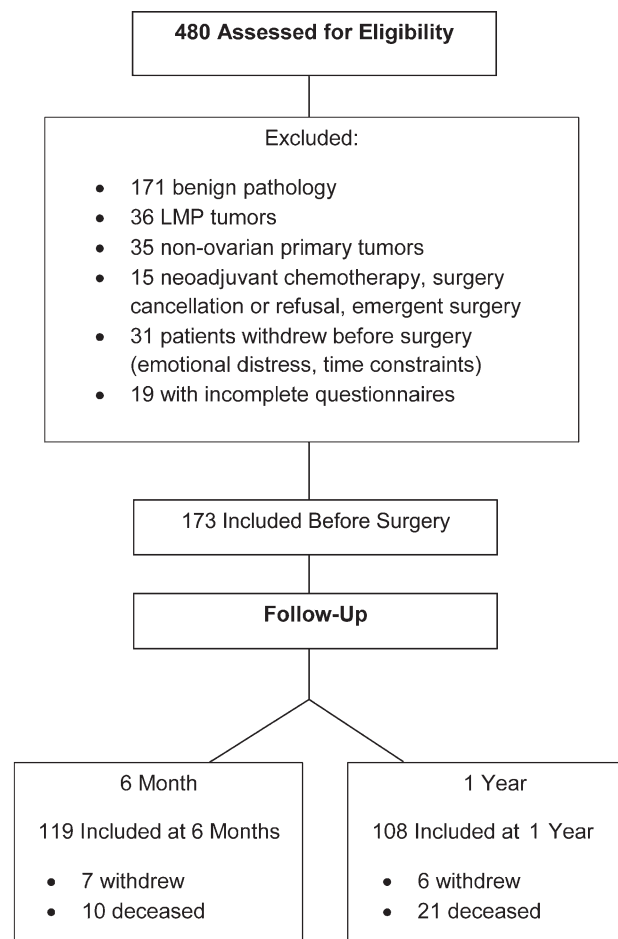 480 Assessed for Eligibility
Excluded:
• 171 benign pathology
• 36 LMP tumors
• 35 non-ovarian primary tumors
• 15 neoadjuvant chemotherapy, surgery
cancellation or refusal, emergent surgery
• 31 patients withdrew before surgery
(emotional distress, time constraints)
• 19 with incomplete questionnaires
173 Included Before Surgery
Follow-Up
6 Month
119 Included at 6 Months
• 7 withdrew
• 10 deceased
1 Year
108 Included at 1 Year
• 6 withdrew
• 21 deceased